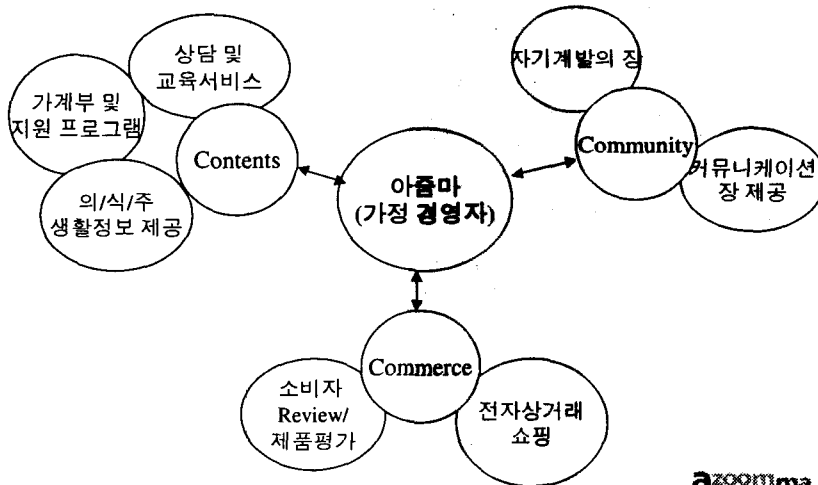 상담 및
교육서비스
가계부 및
지원 프로그램
Contents
의/식/주
생활정보 제공
아줌마
(가정 경영자)
자기계발의 장
Community
커뮤니케이션
장 제공
Commerce
소비자
Review/
제품평가
전자상거래
쇼핑
azoomma